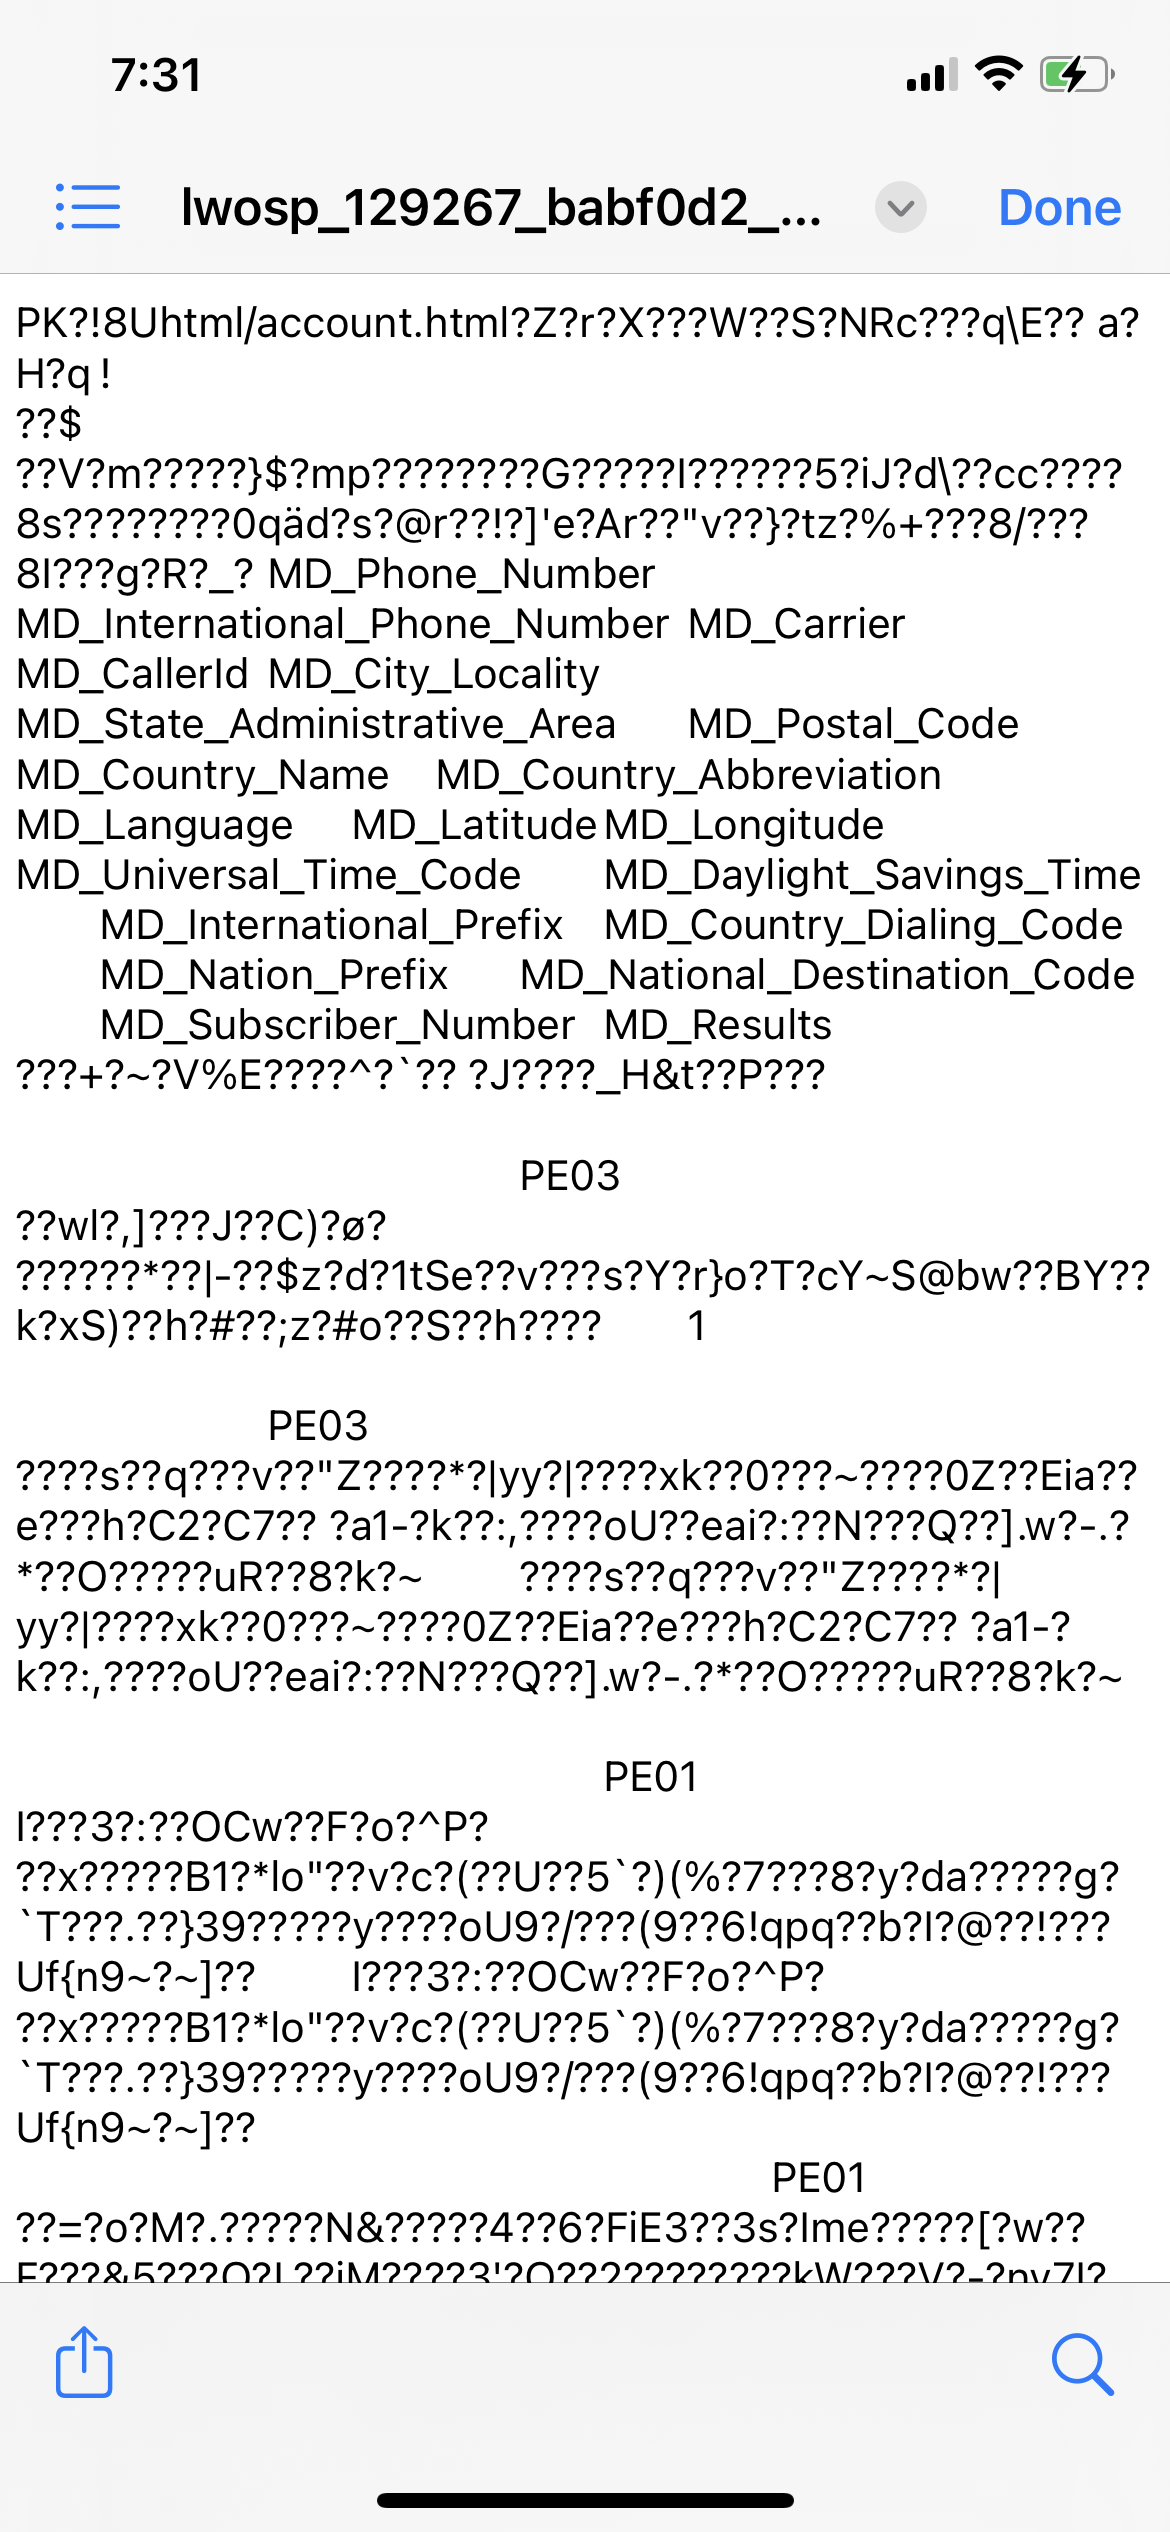 7:31
lwosp_129267_babf0d2_... Done
PK?!8Uhtml/account.html?Z?r?X???W??S?NRc???q\E?? a?
H?q !
??$
??V?m?????}$?mp????????G?????I??????5?iJ?d\??cc????
8s????????0qäd?s?@r??!?]'e?Ar??"v??}?tz?%+???8/???
8I???g?R?_? MD_Phone_Number
MD_International_Phone_Number MD_Carrier
MD_CallerId MD_City_Locality
MD_State_Administrative_Area MD_Postal_Code
MD_Country_Name MD_Country_Abbreviation
MD_Language MD_Latitude MD_Longitude
MD_Universal_Time_Code MD_Daylight_Savings_Time
MD_International_Prefix MD_Country_Dialing_Code
MD_Nation_Prefix MD_National_Destination_Code
MD_Subscriber_Number MD_Results
???+?~?V%E????^?`?? ?J????_H&t??P???
PE03
??wl?,]???J??C)?ø?
??????*??|-??$z?d?1tSe??v???s?Y?r}o?T?cY~S@bw??BY??
k?xS)??h?#??;z?#o??S??h???? 1
PE03
????s??q???v??"Z????*?|yy?|????xk??0???~????0Z??Eia??
e???h?C2?C7?? ?a1-?k??:,????oU??eai?:??N???Q??].w?-.?
*??O?????uR??8?k?~ ????s??q???v??"Z????*?|
yy?|????xk??0???~????0Z??Eia??e???h?C2?C7?? ?a1-?
k??:,????oU??eai?:??N???Q??].w?-.?*??O?????uR??8?k?~
PE01
I???3?:??OCw??F?o?^P?
??x?????B1?*lo"??v?c?(??U??5`?)(%?7???8?y?da?????g?
`T???.??}39?????y????oU9?/???(9??6!qpq??b?I?@??!???
Uf{n9~?~]?? I???3?:??OCw??F?o?^P?
??x?????B1?*lo"??v?c?(??U??5`?)(%?7???8?y?da?????g?
`T???.??}39?????y????oU9?/???(9??6!qpq??b?I?@??!???
Uf{n9~?~]??
PE01
??=?o?M?.?????N&?????4??6?FiE3??3s?Ime?????[?w??